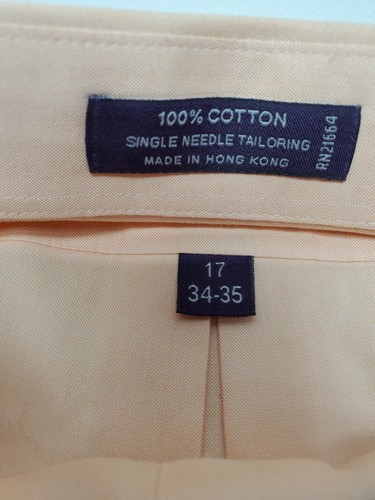 100% COTTON
SINGLE NEEDLE TAILORING
MADE IN HONG KONG
RN21664
17
34-35